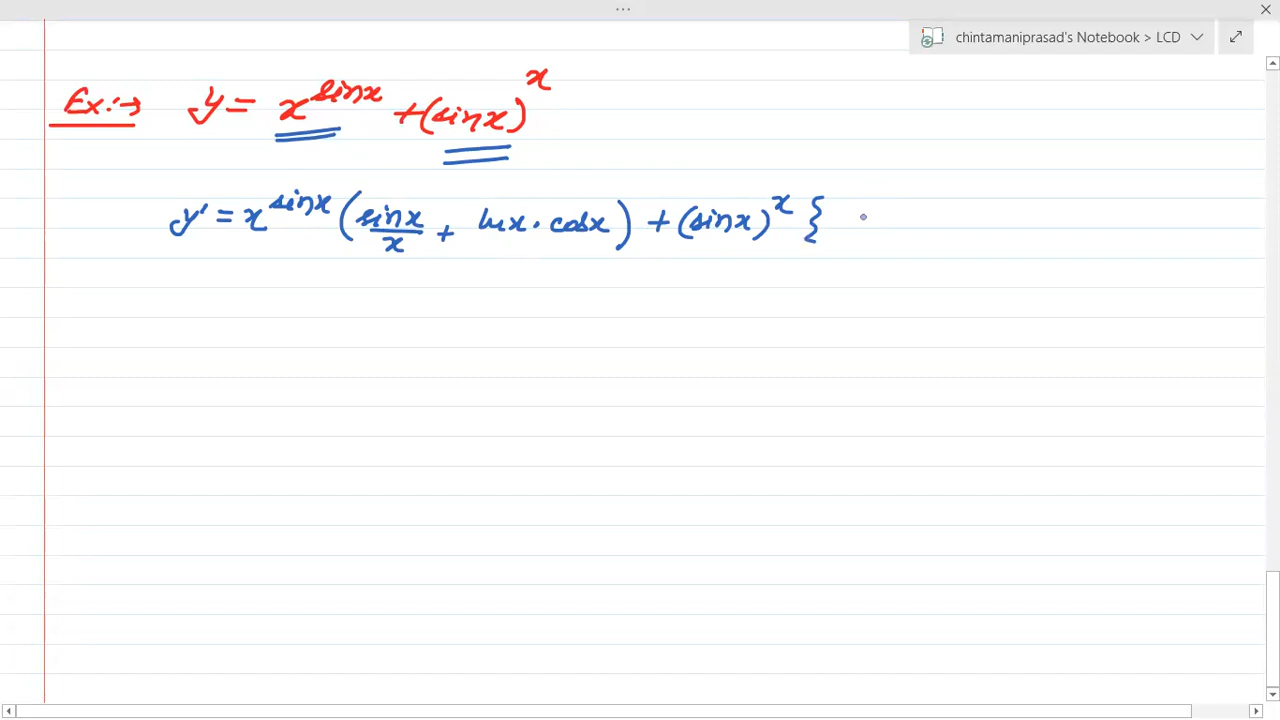 ...
chintamaniprasad's Notebook > LCD
Ex:→ y = x^sinx + (sinx)^x
y' = x^sinx (sinx/x + lnx · cosx) + (sinx)^x {